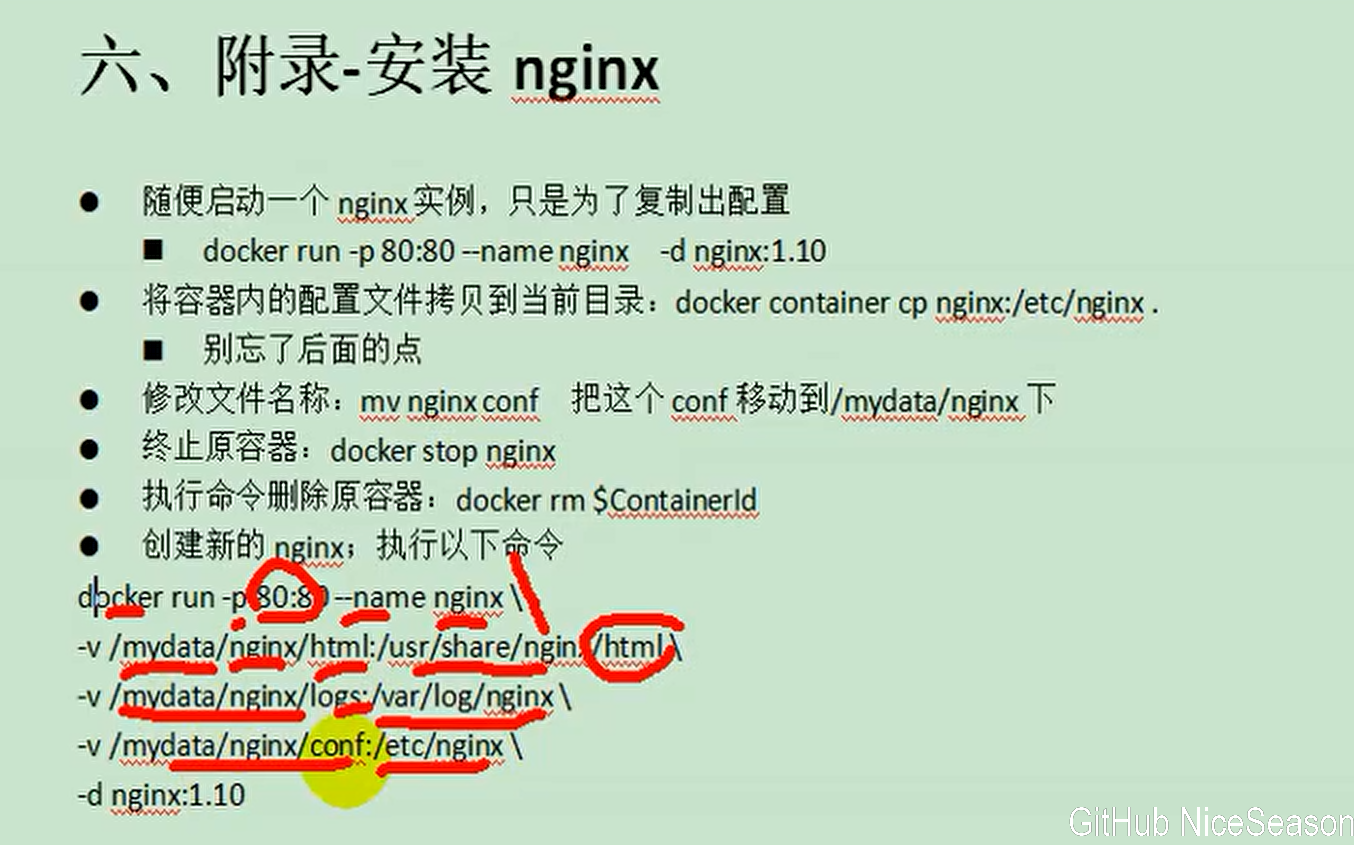 六、附录-安装 nginx
● 随便启动一个 nginx 实例，只是为了复制出配置
■ docker run -p 80:80 --name nginx -d nginx:1.10
● 将容器内的配置文件拷贝到当前目录：docker container cp nginx:/etc/nginx .
■ 别忘了后面的点
● 修改文件名称：mv nginx conf 把这个 conf 移动到/mydata/nginx 下
● 终止原容器：docker stop nginx
● 执行命令删除原容器：docker rm $ContainerId
● 创建新的 nginx；执行以下命令
docker run -p 80:80 --name nginx \
-v /mydata/nginx/html:/usr/share/nginx/html \
-v /mydata/nginx/logs:/var/log/nginx \
-v /mydata/nginx/conf:/etc/nginx \
-d nginx:1.10
GitHub NiceSeason